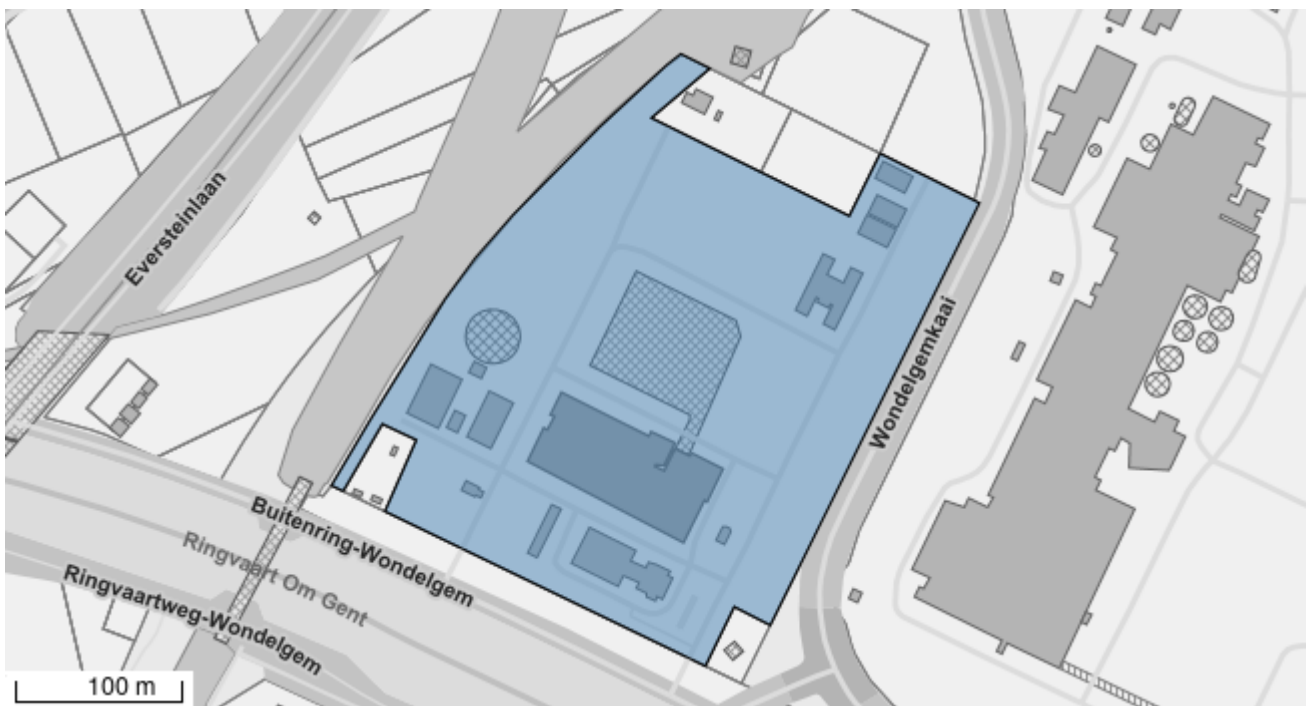 Eversteinlaan
Wondelgemkaai
Buitenring-Wondelgem
Ringvaart Om Gent
Ringvaartweg-Wondelgem
100 m